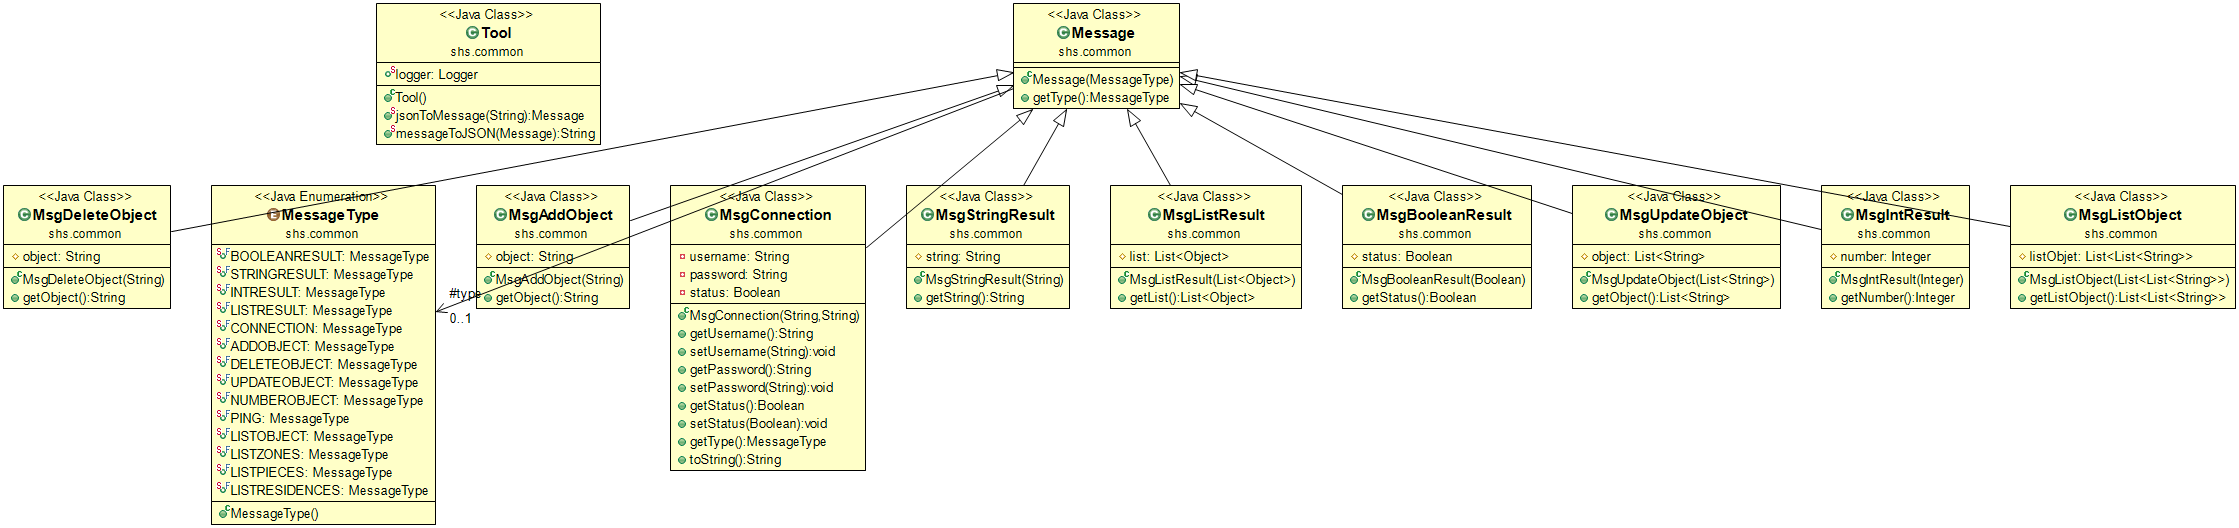 <<Java Class>>
Tool
shs.common
logger: Logger
Tool()
jsonToMessage(String):Message
messageToJSON(Message):String
<<Java Class>>
Message
shs.common
Message(MessageType)
getType():MessageType
<<Java Class>>
MsgDeleteObject
shs.common
object: String
MsgDeleteObject(String)
getObject():String
<<Java Enumeration>>
MessageType
shs.common
BOOLEANRESULT: MessageType
STRINGRESULT: MessageType
INTRESULT: MessageType
LISTRESULT: MessageType
CONNECTION: MessageType
ADDOBJECT: MessageType
DELETEOBJECT: MessageType
UPDATEOBJECT: MessageType
NUMBEROBJECT: MessageType
PING: MessageType
LISTOBJECT: MessageType
LISTZONES: MessageType
LISTPIECES: MessageType
LISTRESIDENCES: MessageType
MessageType()
#type
0..1
<<Java Class>>
MsgAddObject
shs.common
object: String
MsgAddObject(String)
getObject():String
<<Java Class>>
MsgConnection
shs.common
username: String
password: String
status: Boolean
MsgConnection(String,String)
getUsername():String
setUsername(String):void
getPassword():String
setPassword(String):void
getStatus():Boolean
setStatus(Boolean):void
getType():MessageType
toString():String
<<Java Class>>
MsgStringResult
shs.common
string: String
MsgStringResult(String)
getString():String
<<Java Class>>
MsgListResult
shs.common
list: List<Object>
MsgListResult(List<Object>)
getList():List<Object>
<<Java Class>>
MsgBooleanResult
shs.common
status: Boolean
MsgBooleanResult(Boolean)
getStatus():Boolean
<<Java Class>>
MsgUpdateObject
shs.common
object: List<String>
MsgUpdateObject(List<String>)
getObject():List<String>
<<Java Class>>
MsgIntResult
shs.common
number: Integer
MsgIntResult(Integer)
getNumber():Integer
<<Java Class>>
MsgListObject
shs.common
listObjet: List<List<String>>
MsgListObject(List<List<String>>)
getListObject():List<List<String>>